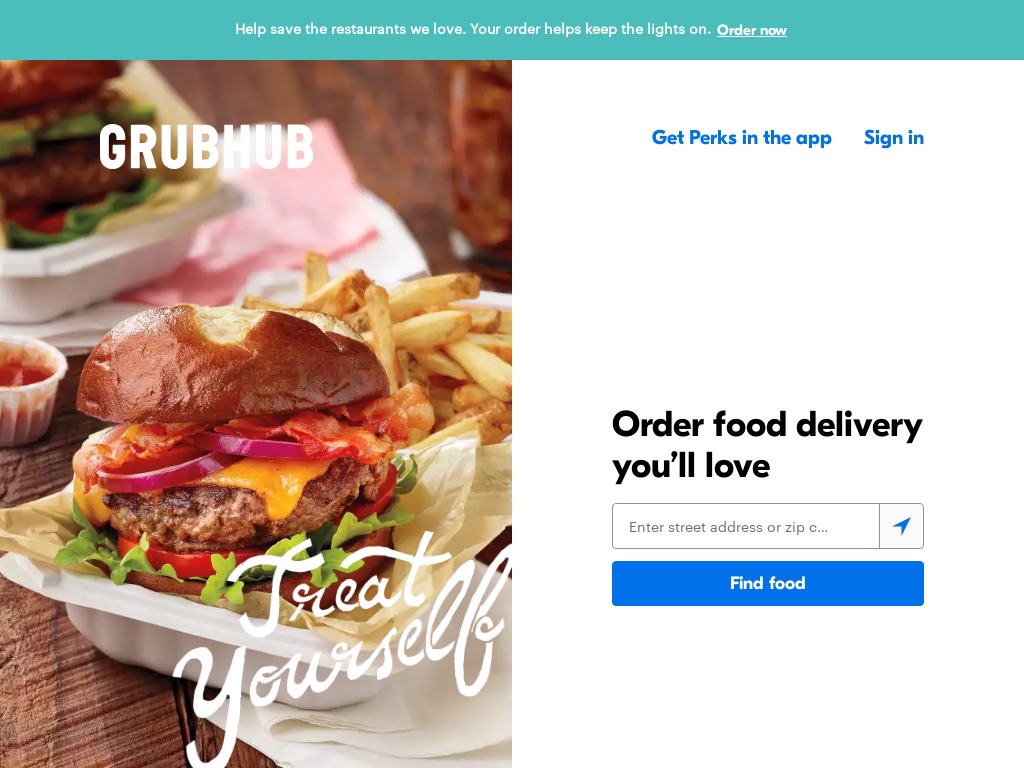 Help save the restaurants we love. Your order helps keep the lights on. Order now
GRUBHUB
Get Perks in the app Sign in
Order food delivery
you'll love
Enter street address or zip c...
Find food
Treat
Yourself